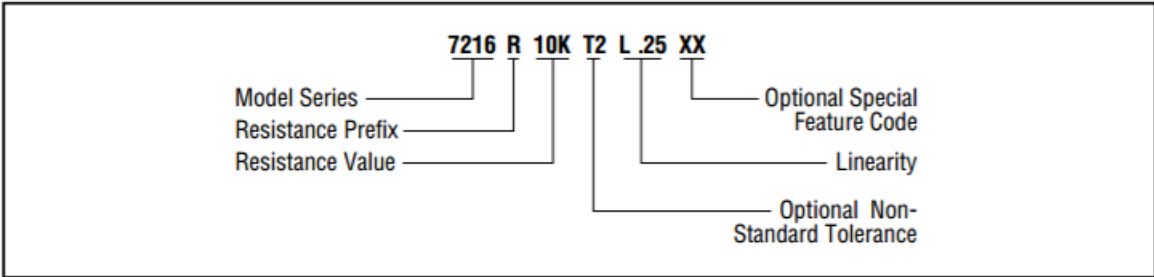 7216 R 10K T2 L .25 XX
Model Series
Resistance Prefix
Resistance Value
Optional Special
Feature Code
Linearity
Optional Non-
Standard Tolerance